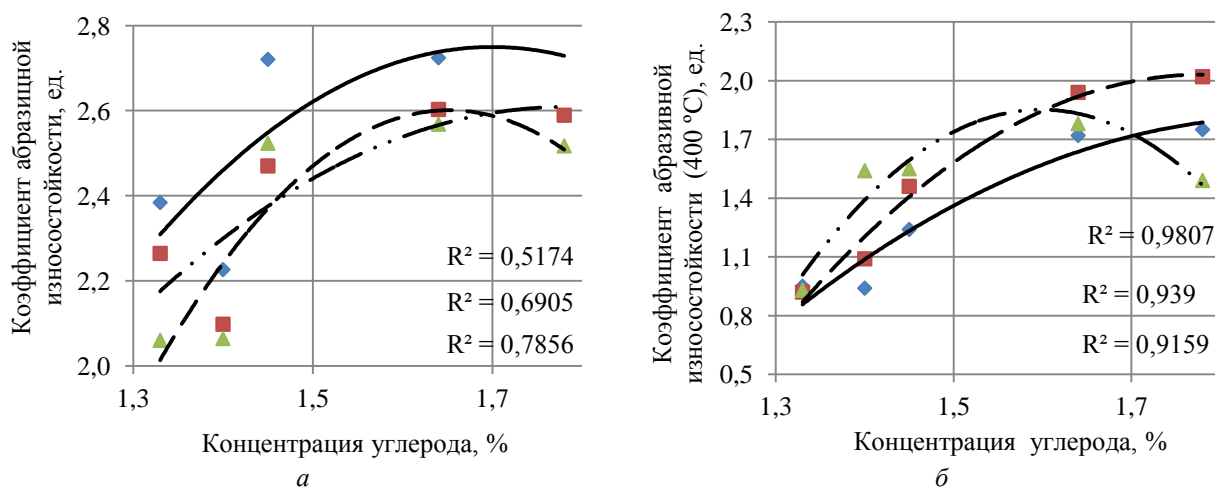 Коэффициент абразицной
износостойкости, ед.
2,8
2,6
2,4
2,2
2,0
1,3
1,5
1,7
R² = 0,5174
R² = 0,6905
R² = 0,7856
Концентрация углерода, %
а
Коэффициент абразивной
износостойкости (400 ºС), ед.
2,3
2,0
1,7
1,4
1,1
0,8
0,5
1,3
1,5
1,7
R² = 0,9807
R² = 0,939
R² = 0,9159
Концентрация углерода, %
б